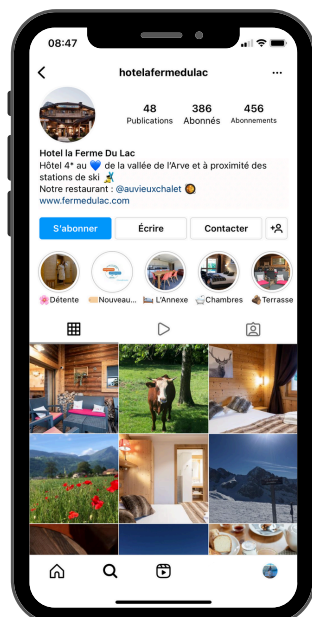 08:47
hotelafermedulac
48 386 456
Publications Abonnés Abonnements
Hotel la Ferme Du Lac
Hôtel 4* au 💙 de la vallée de l'Arve et à proximité des
stations de ski
Notre restaurant : @auvieuxchalet
www.fermedulac.com
S'abonner Écrire Contacter
Détente Nouveau... L'Annexe Chambres Terrasse